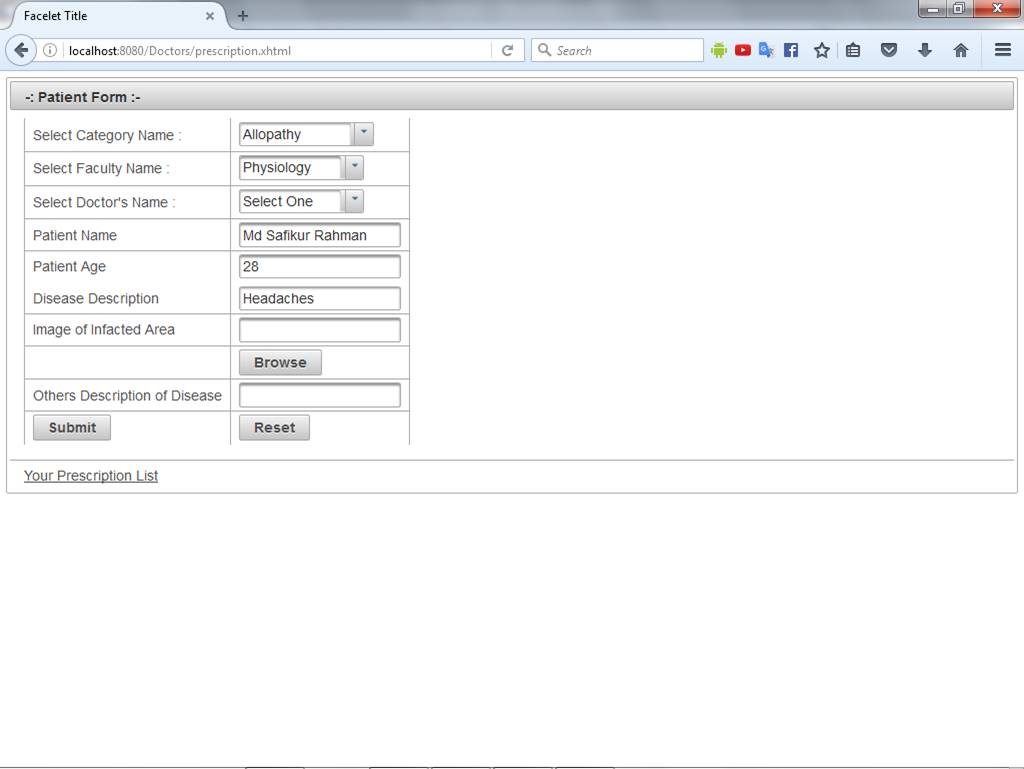 Facelet Title
localhost:8080/Doctors/prescription.xhtml
Search
-: Patient Form :-
Select Category Name :
Allopathy
Select Faculty Name :
Physiology
Select Doctor's Name :
Select One
Patient Name
Md Safikur Rahman
Patient Age
28
Disease Description
Headaches
Image of Infacted Area
Browse
Others Description of Disease
Submit
Reset
Your Prescription List